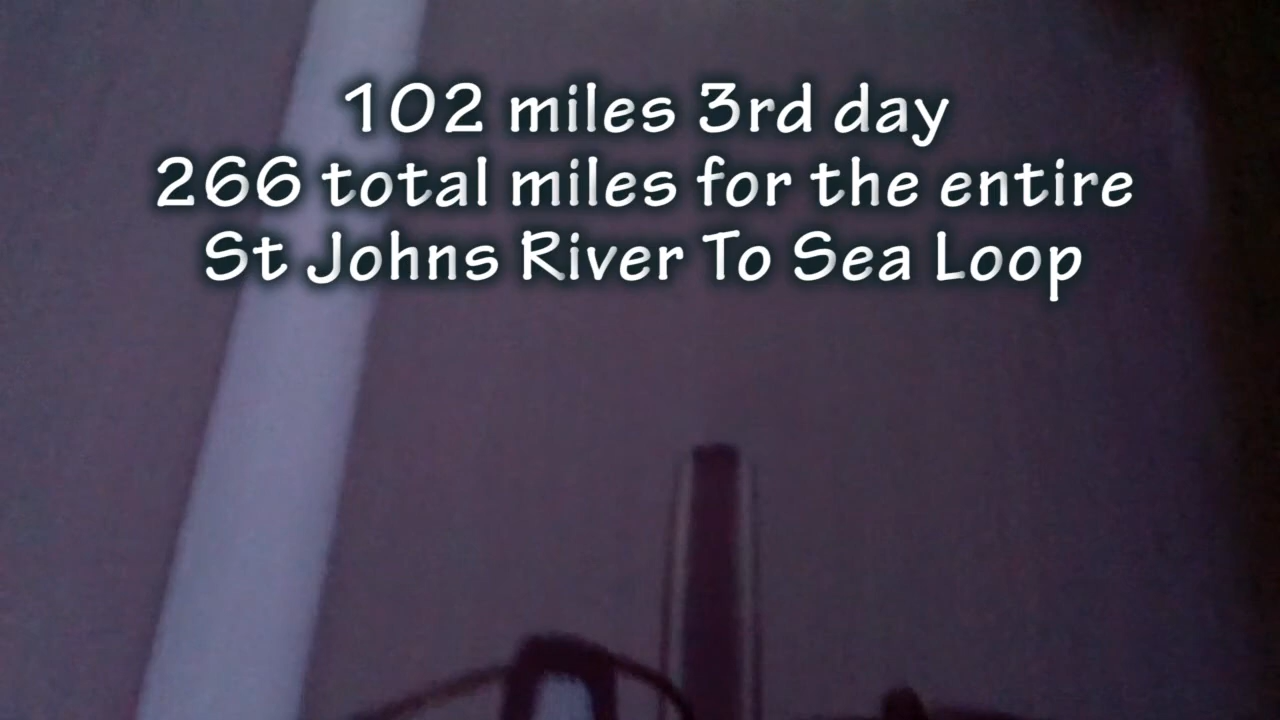 102 miles 3rd day
266 total miles for the entire
St Johns River To Sea Loop